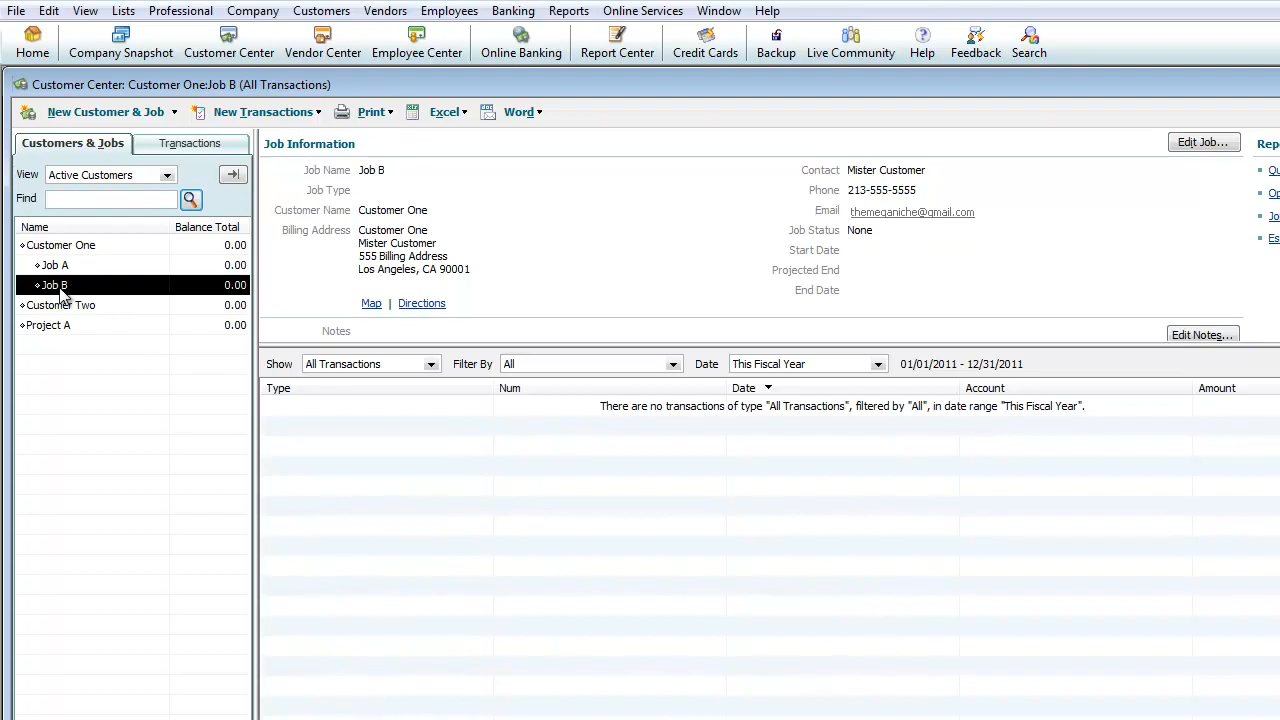 File Edit View Lists Professional Company Customers Vendors Employees Banking Reports Online Services Window Help
Home Company Snapshot Customer Center Vendor Center Employee Center Online Banking Report Center Credit Cards Backup Live Community Help Feedback Search
Customer Center: Customer One:Job B (All Transactions)
New Customer & Job New Transactions Print Excel Word
Customers & Jobs Transactions
View Active Customers
Find
Name Balance Total
Customer One 0.00
Job A 0.00
Job B 0.00
Customer Two 0.00
Project A 0.00
Job Information Edit Job...
Job Name Job B
Job Type
Customer Name Customer One
Billing Address Customer One
Mister Customer
555 Billing Address
Los Angeles, CA 90001
Map | Directions
Contact Mister Customer
Phone 213-555-5555
Email themeganiche@gmail.com
Job Status None
Start Date
Projected End
End Date
Notes Edit Notes...
Show All Transactions Filter By All Date This Fiscal Year 01/01/2011 - 12/31/2011
Type Num Date Account Amount
There are no transactions of type "All Transactions", filtered by "All", in date range "This Fiscal Year".
Rep
Qu
Op
Jo
Es